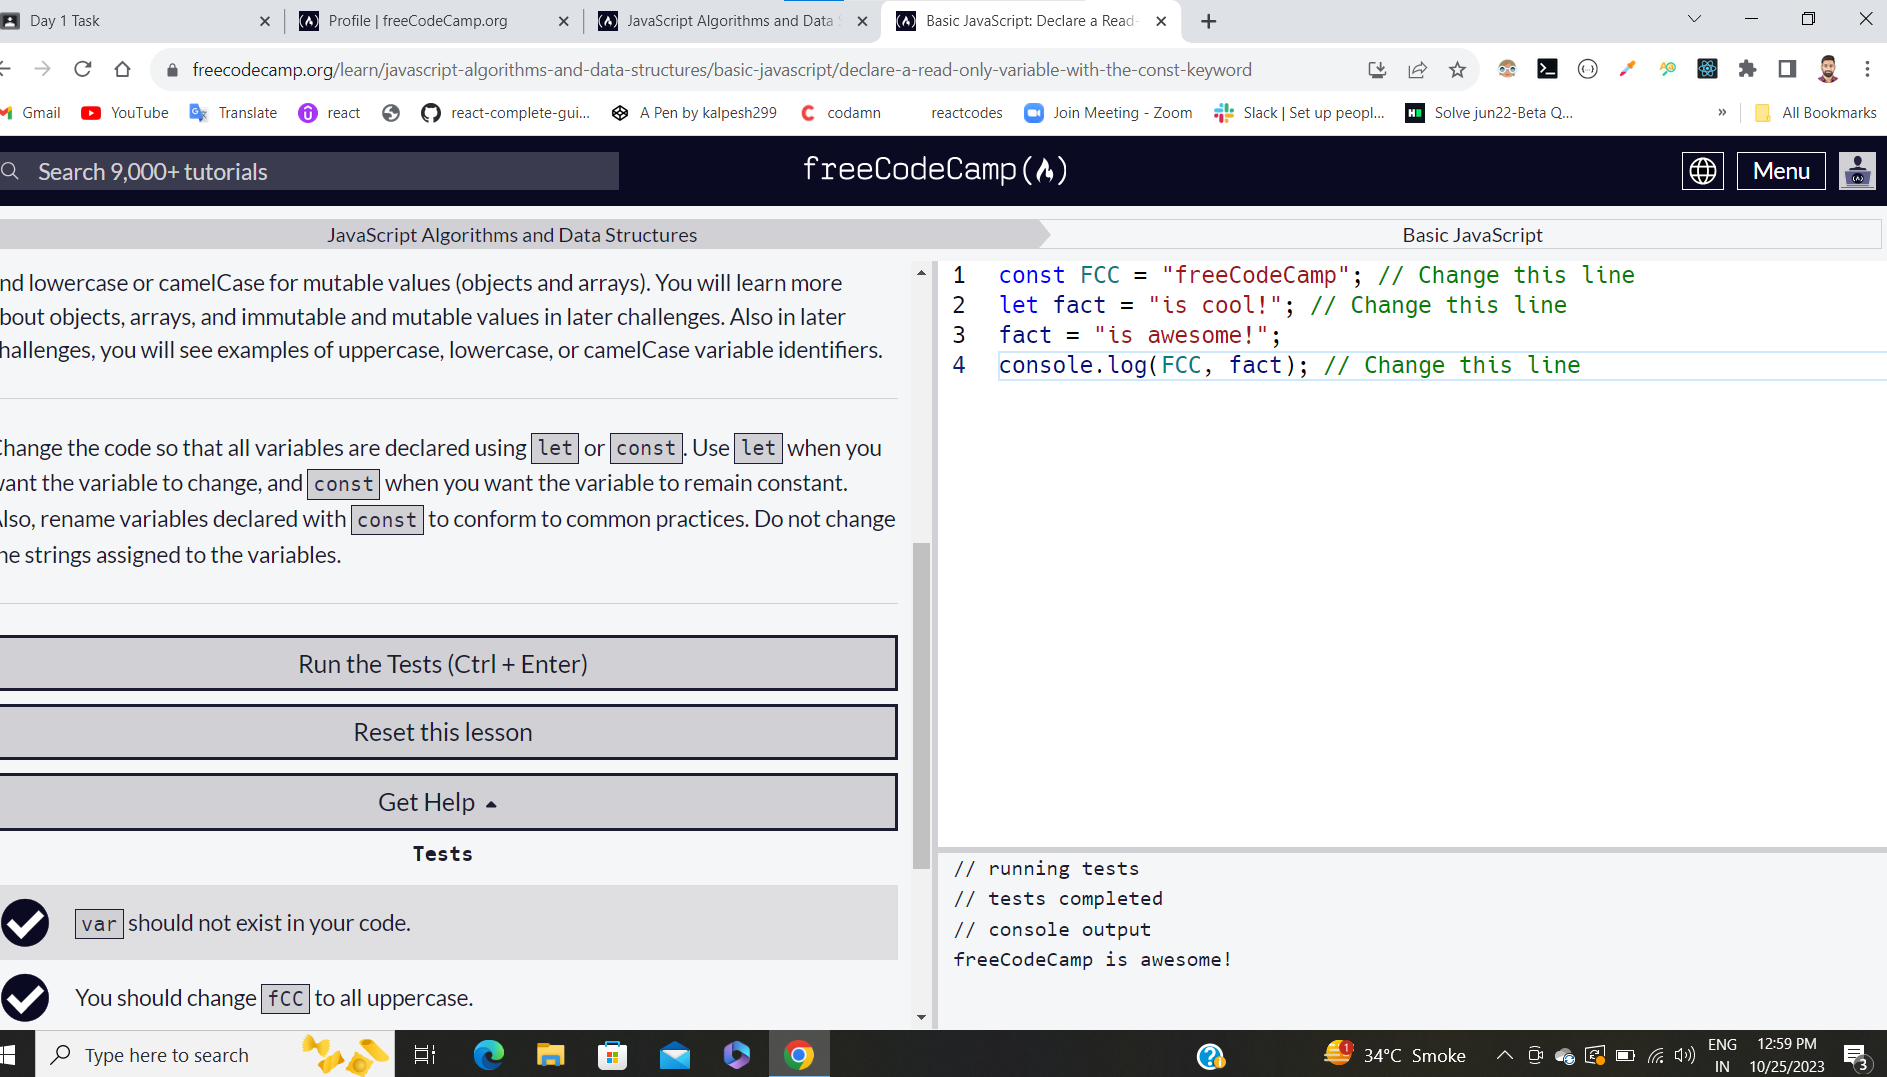 Day 1 Task
Profile | freeCodeCamp.org
JavaScript Algorithms and Data S
Basic JavaScript: Declare a Read-
freecodecamp.org/learn/javascript-algorithms-and-data-structures/basic-javascript/declare-a-read-only-variable-with-the-const-keyword
Gmail
YouTube
Translate
react
react-complete-gui...
A Pen by kalpesh299
codamn
reactcodes
Join Meeting - Zoom
Slack | Set up peopl...
Solve jun22-Beta Q...
»
All Bookmarks
Search 9,000+ tutorials
freeCodeCamp
Menu
JavaScript Algorithms and Data Structures
Basic JavaScript
nd lowercase or camelCase for mutable values (objects and arrays). You will learn more
bout objects, arrays, and immutable and mutable values in later challenges. Also in later
hallenges, you will see examples of uppercase, lowercase, or camelCase variable identifiers.
hange the code so that all variables are declared using let or const. Use let when you
ant the variable to change, and const when you want the variable to remain constant.
lso, rename variables declared with const to conform to common practices. Do not change
he strings assigned to the variables.
Run the Tests (Ctrl + Enter)
Reset this lesson
Get Help
Tests
var should not exist in your code.
You should change fCC to all uppercase.
1 const FCC = "freeCodeCamp"; // Change this line
2 let fact = "is cool!"; // Change this line
3 fact = "is awesome!";
4 console.log(FCC, fact); // Change this line
// running tests
// tests completed
// console output
freeCodeCamp is awesome!
Type here to search
1
34°C Smoke
ENG
IN
12:59 PM
10/25/2023
3